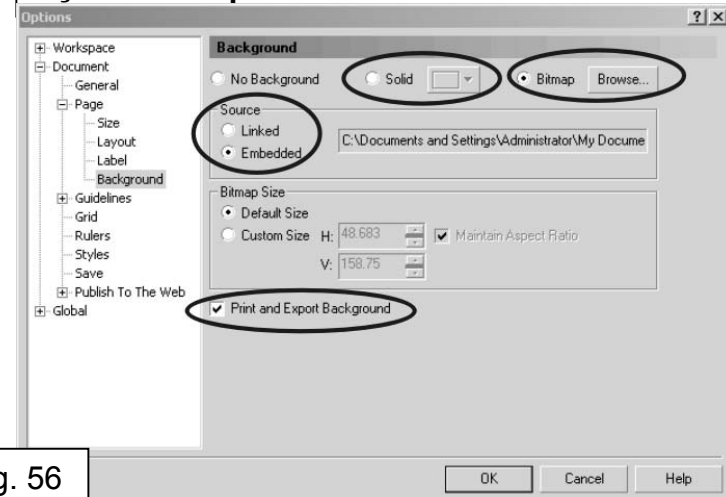 Options
Workspace
Document
General
Page
Size
Layout
Label
Background
Guidelines
Grid
Rulers
Styles
Save
Publish To The Web
Global
Background
No Background Solid Bitmap Browse...
Source
Linked
Embedded
C:\Documents and Settings\Administrator\My Docume
Bitmap Size
Default Size
Custom Size H: 48.683 Maintain Aspect Ratio
V: 158.75
Print and Export Background
OK Cancel Help
g. 56